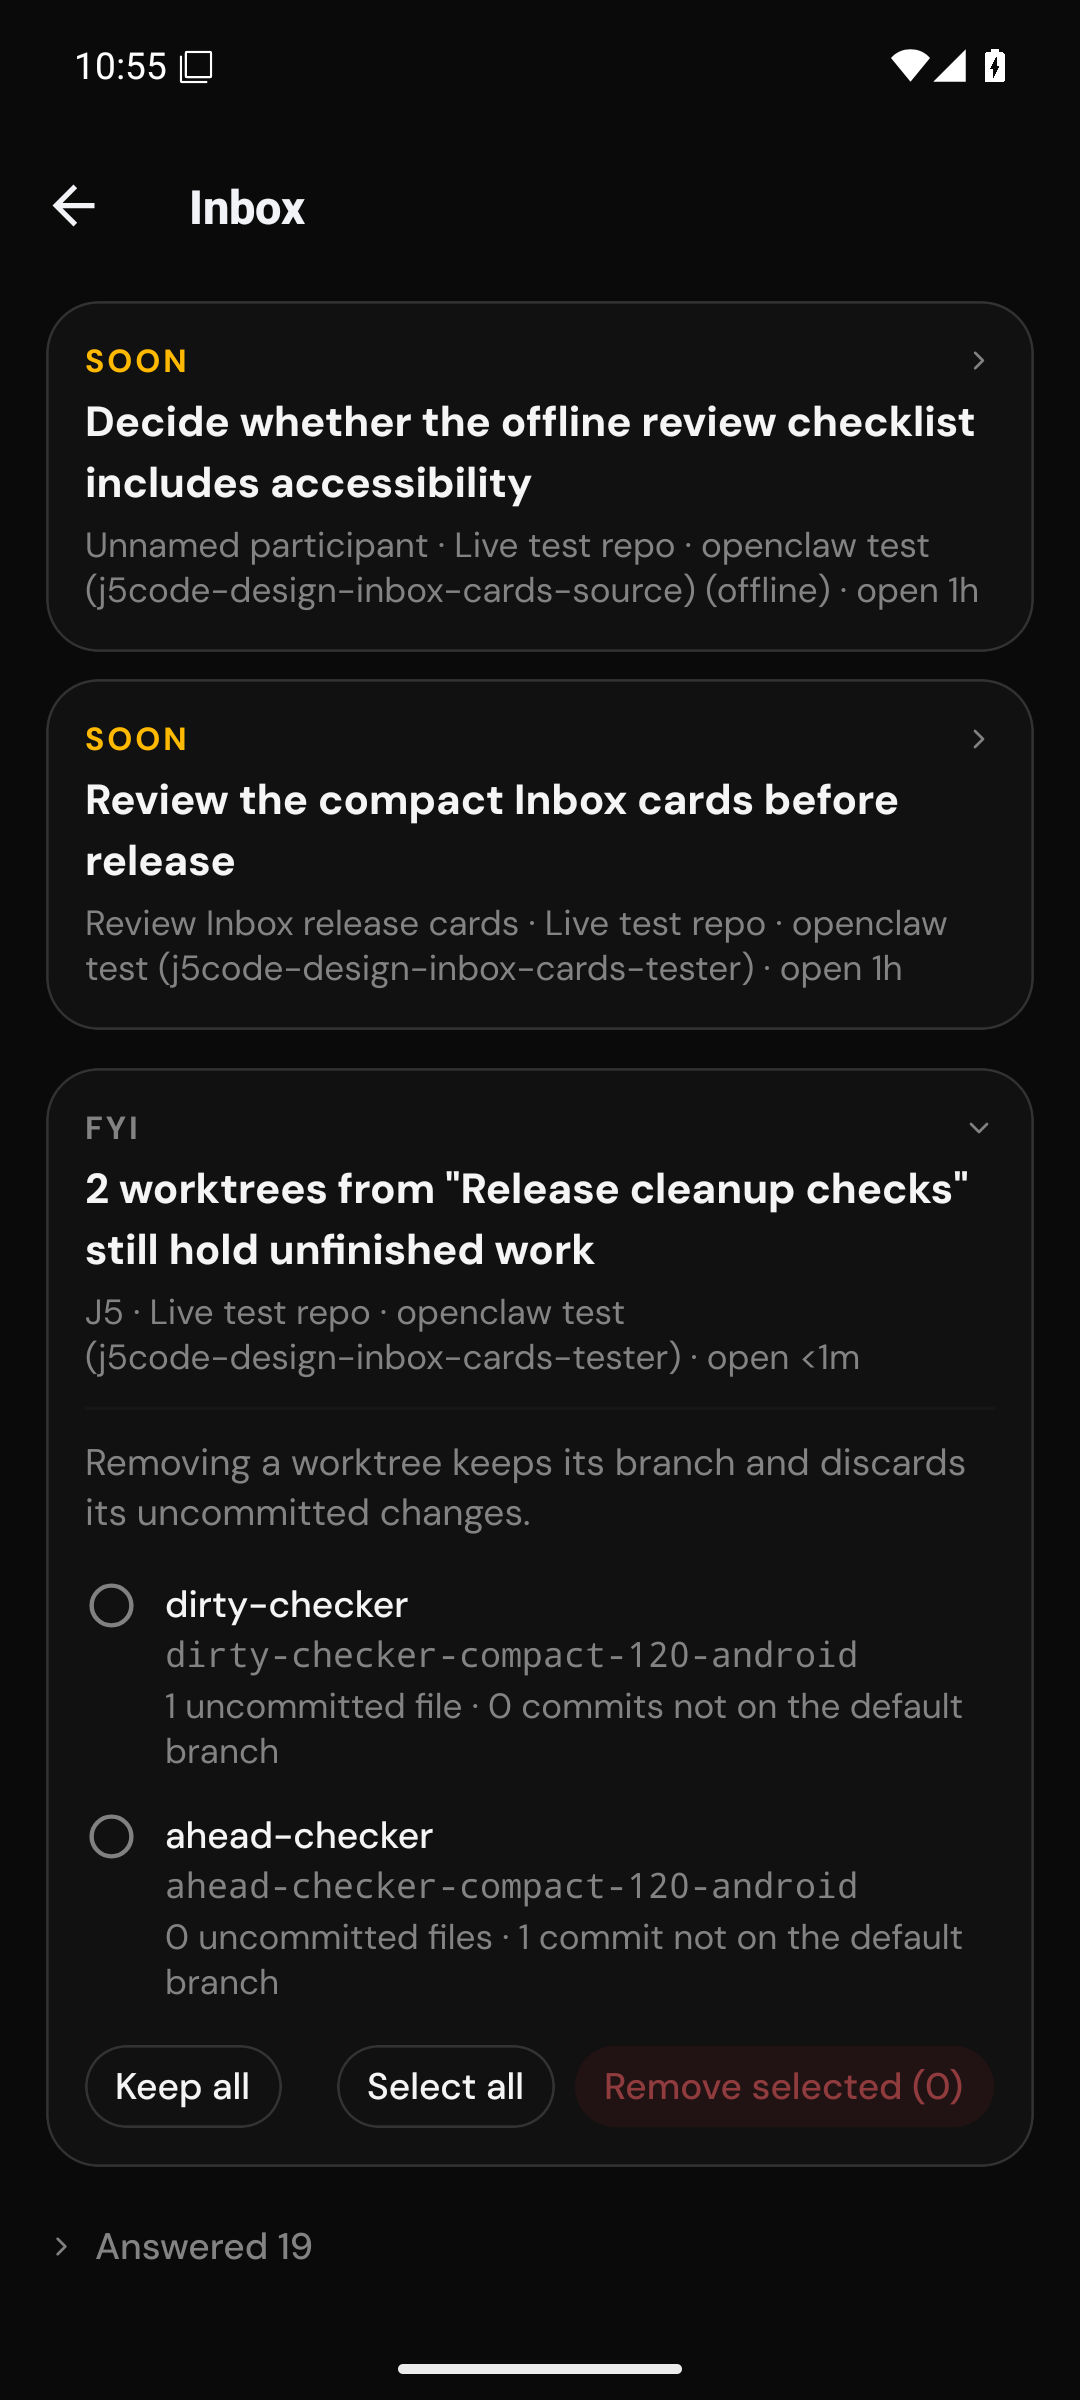 10:55
Inbox
SOON
Decide whether the offline review checklist
includes accessibility
Unnamed participant · Live test repo · openclaw test
(j5code-design-inbox-cards-source) (offline) · open 1h
SOON
Review the compact Inbox cards before
release
Review Inbox release cards · Live test repo · openclaw
test (j5code-design-inbox-cards-tester) · open 1h
FYI
2 worktrees from "Release cleanup checks"
still hold unfinished work
J5 · Live test repo · openclaw test
(j5code-design-inbox-cards-tester) · open <1m
Removing a worktree keeps its branch and discards
its uncommitted changes.
dirty-checker
dirty-checker-compact-120-android
1 uncommitted file · 0 commits not on the default
branch
ahead-checker
ahead-checker-compact-120-android
0 uncommitted files · 1 commit not on the default
branch
Keep all
Select all
Remove selected (0)
Answered 19